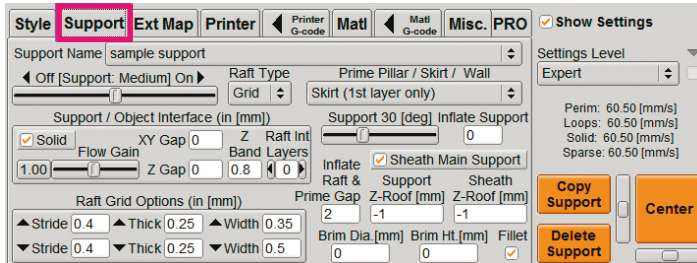 Style Support Ext Map Printer Printer G-code Matl Matl G-code Misc. PRO
Show Settings
Support Name sample support
Settings Level
Off [Support: Medium] On
Raft Type
Prime Pillar / Skirt / Wall
Expert
Grid
Skirt (1st layer only)
Support / Object Interface (in [mm])
Support 30 [deg] Inflate Support
0
Perim: 60.50 [mm/s]
Loops: 60.50 [mm/s]
Solid: 60.50 [mm/s]
Sparse: 60.50 [mm/s]
Solid
Flow Gain
XY Gap 0
Z Band
Raft Int Layers
1.00
Z Gap 0
0.8
0
Sheath Main Support
Inflate Raft & Prime Gap
Support Z-Roof [mm]
Sheath Z-Roof [mm]
2
-1
-1
Copy Support
Center
Raft Grid Options (in [mm])
Stride 0.4 Thick 0.25 Width 0.35
Stride 0.4 Thick 0.25 Width 0.5
Brim Dia.[mm] Brim Ht.[mm] Fillet
0
0
Delete Support